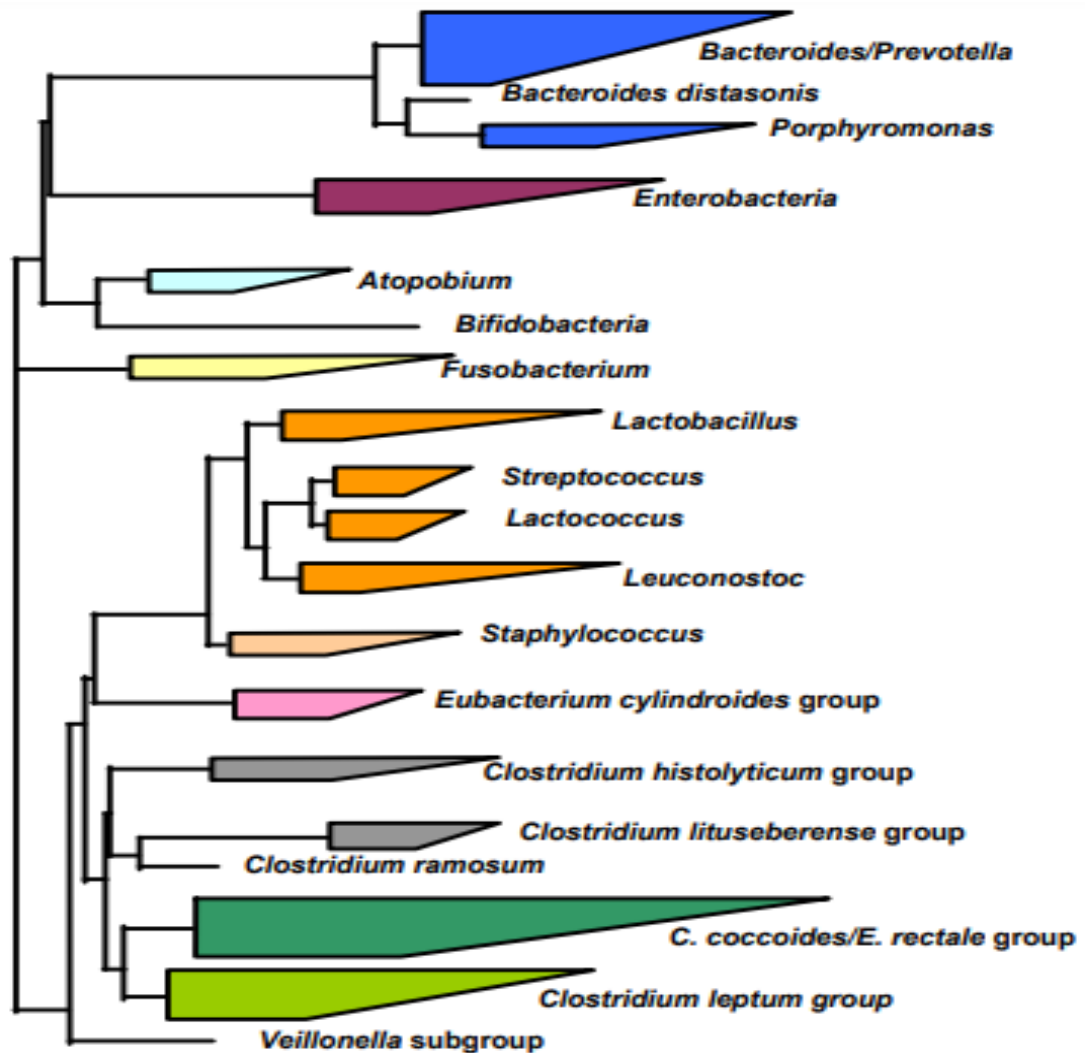 Bacteroides/Prevotella
Bacteroides distasonis
Porphyromonas
Enterobacteria
Atopobium
Bifidobacteria
Fusobacterium
Lactobacillus
Streptococcus
Lactococcus
Leuconostoc
Staphylococcus
Eubacterium cylindroides group
Clostridium histolyticum group
Clostridium lituseberense group
Clostridium ramosum
C. coccoides/E. rectale group
Clostridium leptum group
Veillonella subgroup